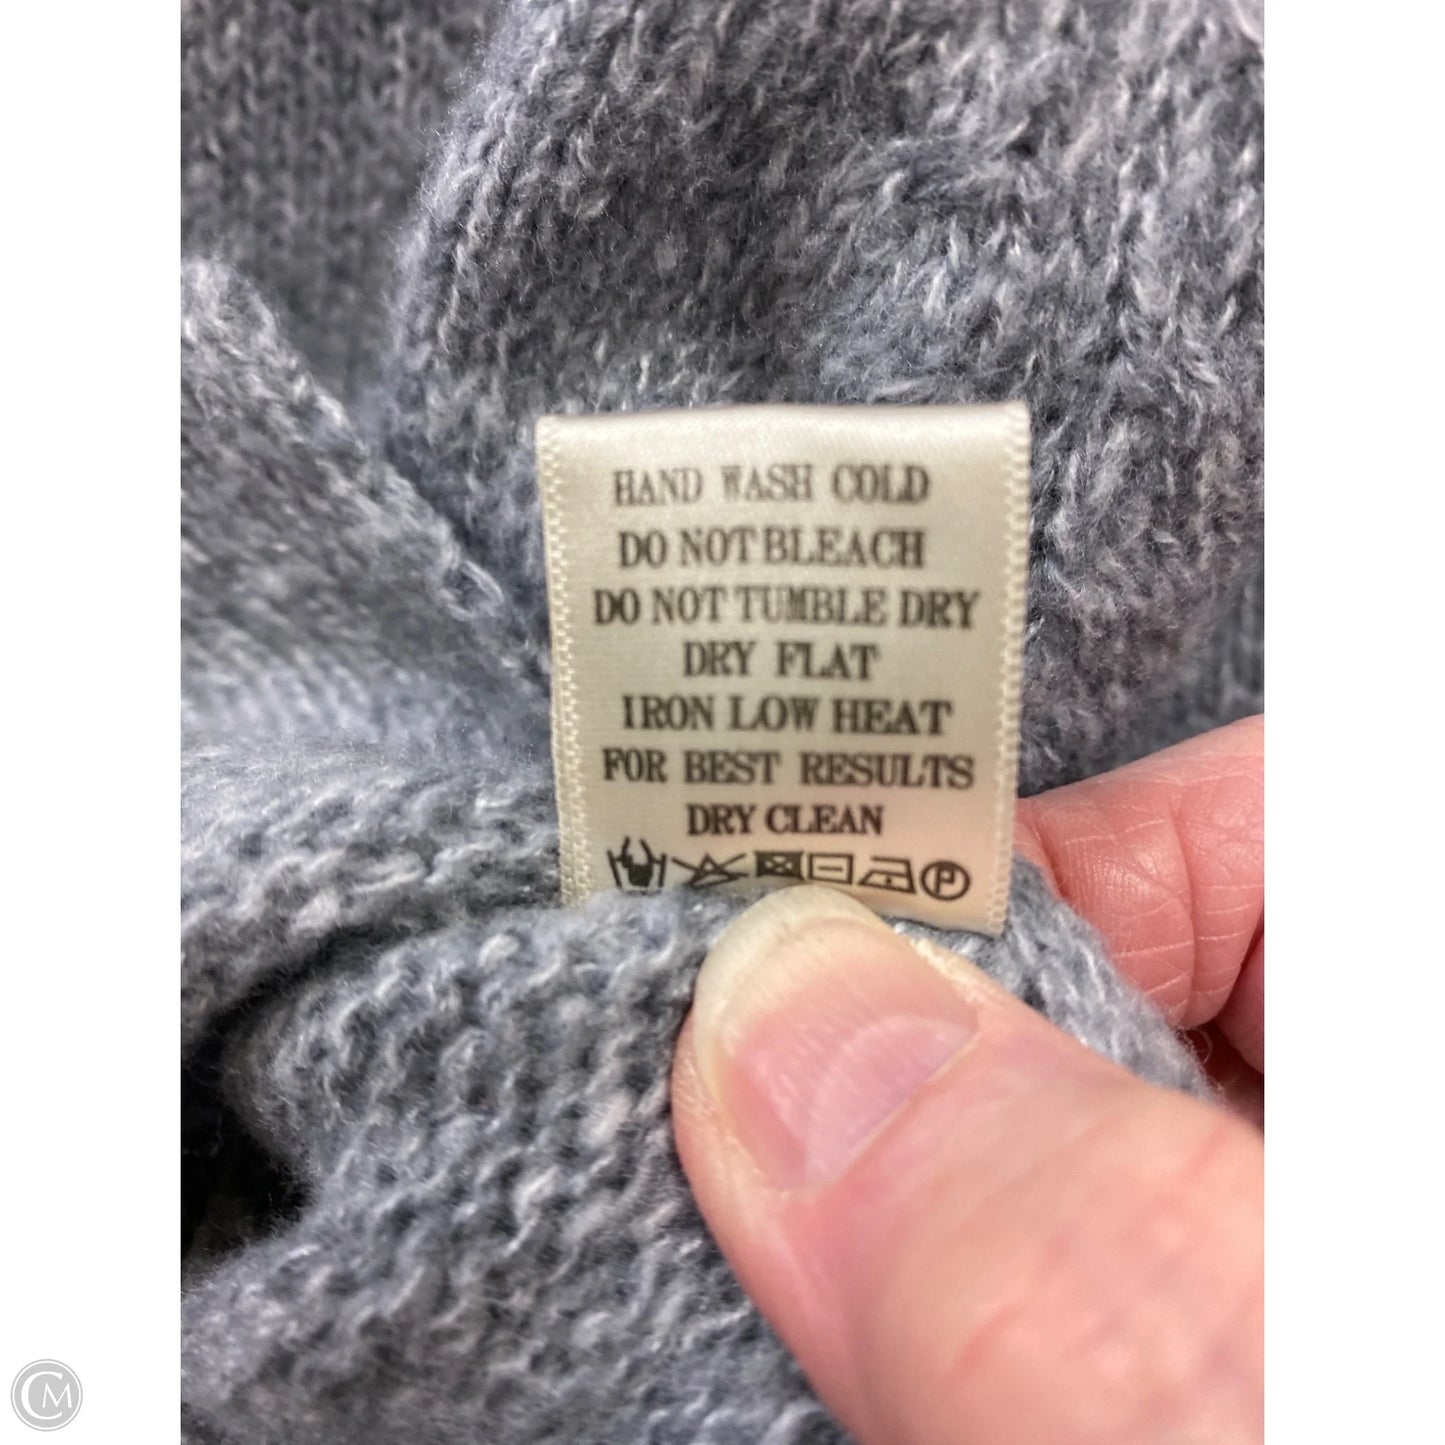 HAND WASH COLD
DO NOT BLEACH
DO NOT TUMBLE DRY
DRY FLAT
IRON LOW HEAT
FOR BEST RESULTS
DRY CLEAN
P
CM